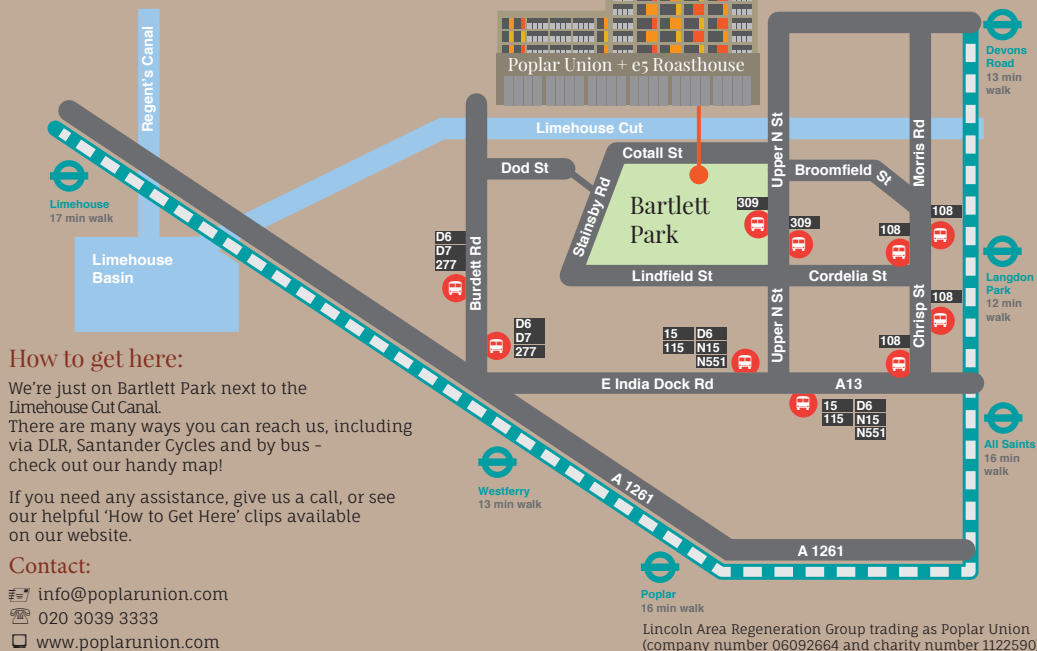 Poplar Union + e5 Roasthouse
Regent's Canal
Limehouse Cut
Devons
Road
13 min
walk
Upper N St
Morris Rd
Cotall St
Dod St
Broomfield St
Stainsby Rd
Bartlett
Park
Limehouse
17 min walk
309
309
108
108
D6
D7
277
Burdett Rd
Limehouse
Basin
Lindfield St
Cordelia St
Langdon
Park
12 min
walk
108
Chrisp St
Upper N St
D6
D7
277
15 D6
115 N15
N551
108
E India Dock Rd
A13
15 D6
115 N15
N551
All Saints
16 min
walk
Westferry
13 min walk
A 1261
A 1261
Poplar
16 min walk
How to get here:
We're just on Bartlett Park next to the
Limehouse Cut Canal.
There are many ways you can reach us, including
via DLR, Santander Cycles and by bus -
check out our handy map!
If you need any assistance, give us a call, or see
our helpful 'How to Get Here' clips available
on our website.
Contact:
info@poplarunion.com
020 3039 3333
www.poplarunion.com
Lincoln Area Regeneration Group trading as Poplar Union
(company number 06092664 and charity number 1122590)